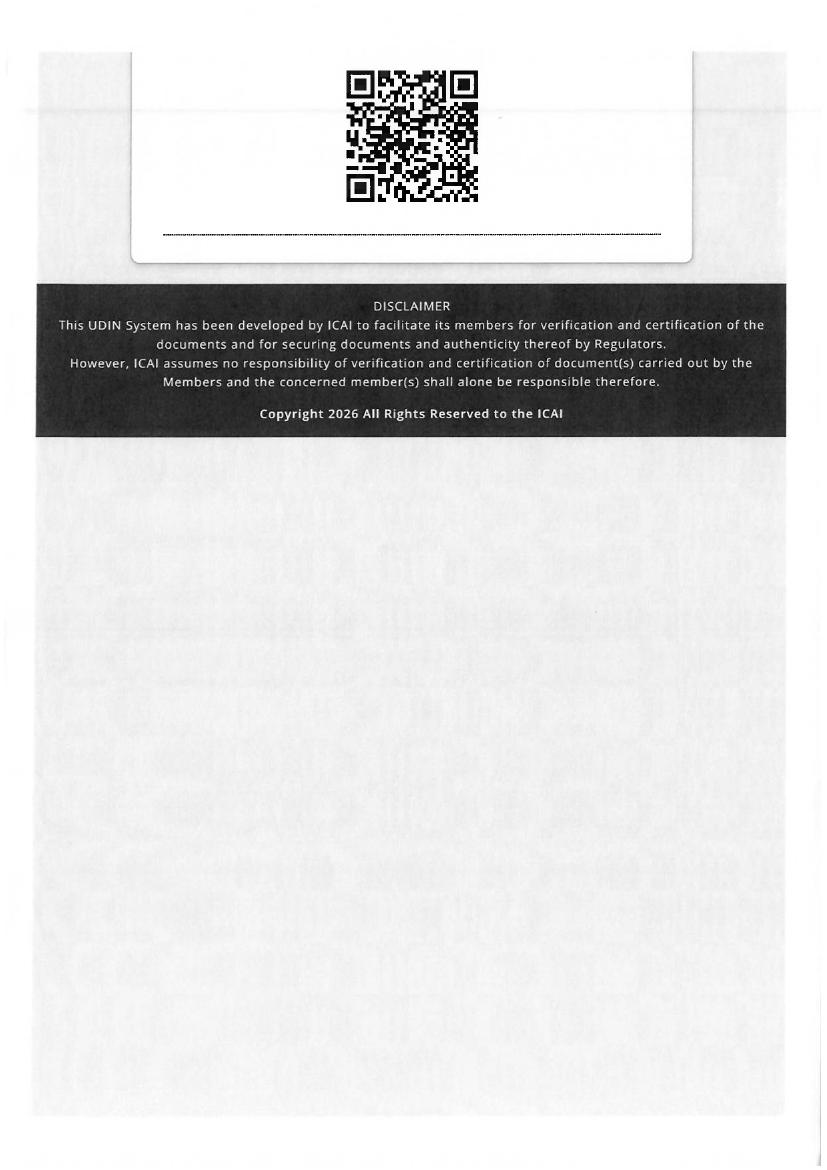 DISCLAIMER
This UDIN System has been developed by ICAI to facilitate its members for verification and certification of the
documents and for securing documents and authenticity thereof by Regulators.
However, ICAI assumes no responsibility of verification and certification of document(s) carried out by the
Members and the concerned member(s) shall alone be responsible therefore.
Copyright 2026 All Rights Reserved to the ICAI